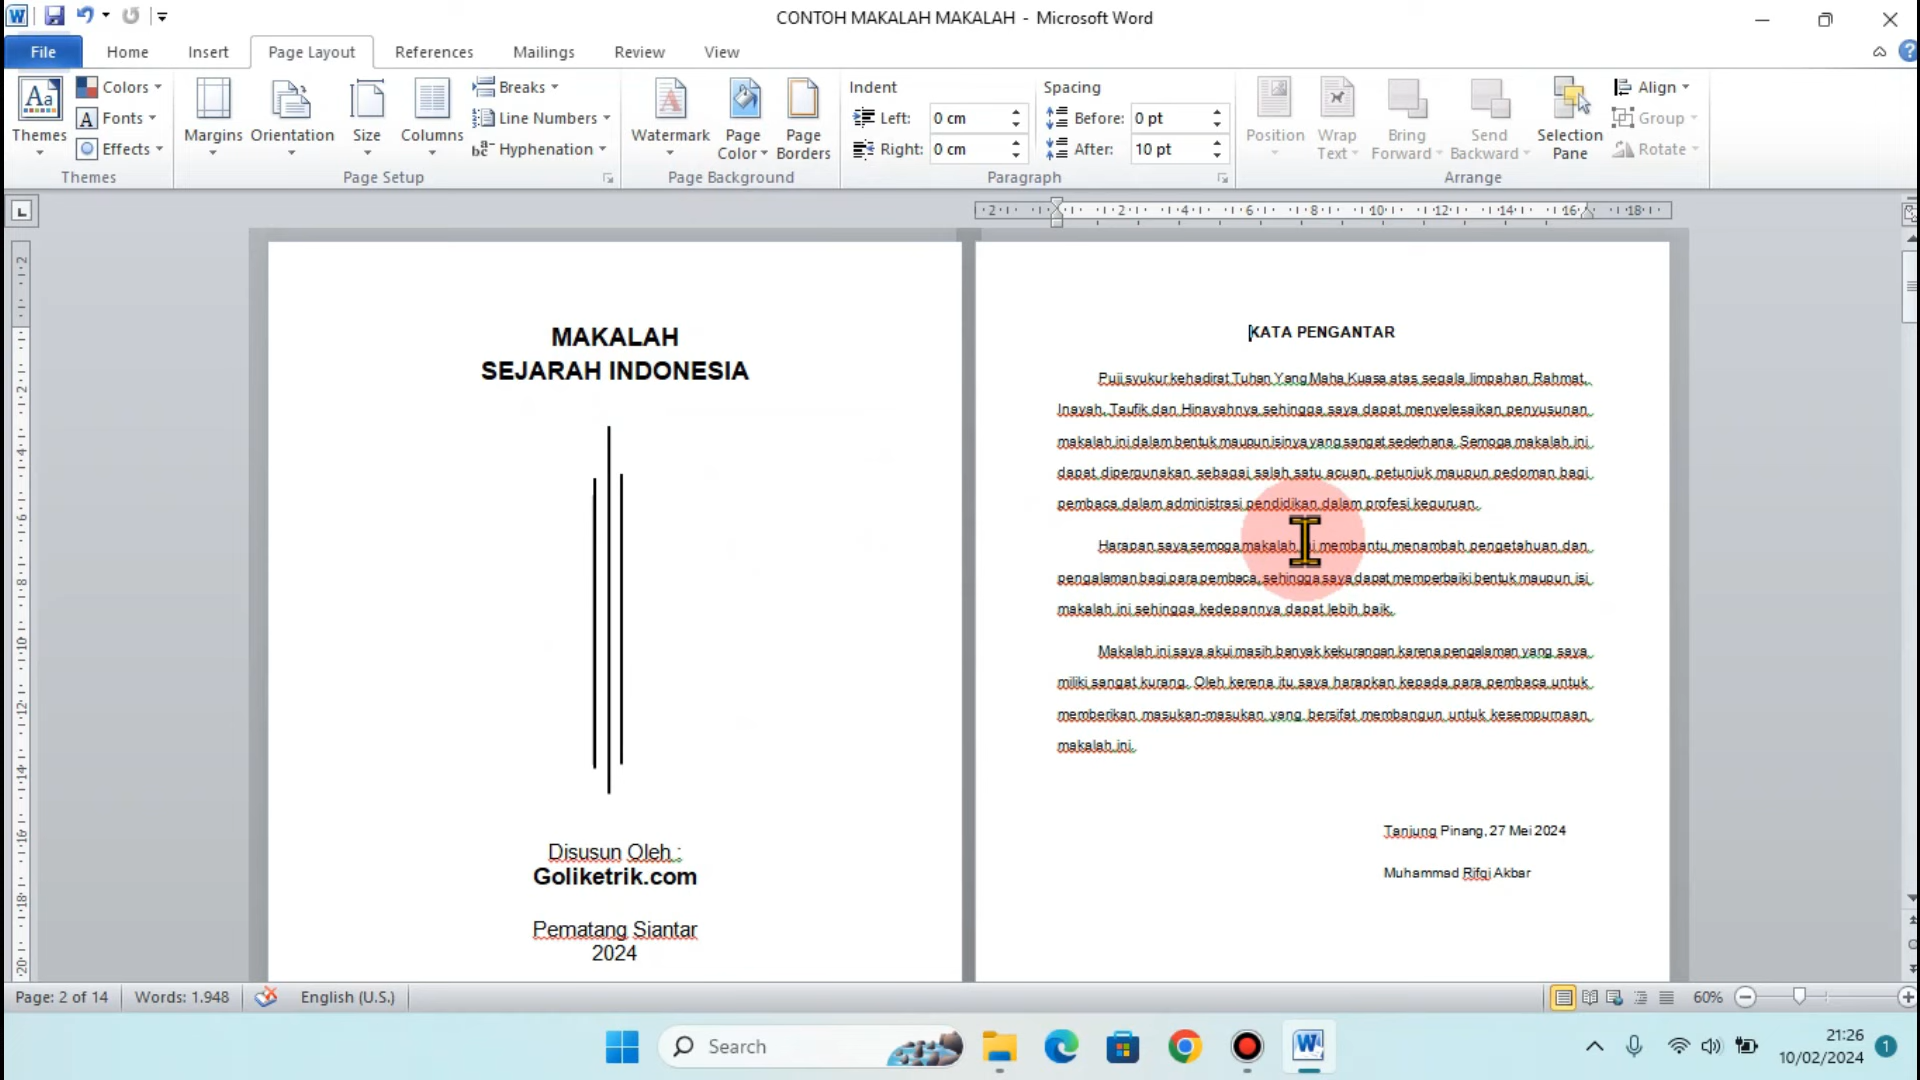 CONTOH MAKALAH MAKALAH - Microsoft Word
File Home Insert Page Layout References Mailings Review View
Themes Colors Fonts Effects
Margins Orientation Size Columns Breaks Line Numbers Hyphenation
Watermark Page Color Page Borders
Indent Left: 0 cm Right: 0 cm
Spacing Before: 0 pt After: 10 pt
Position Wrap Text Bring Forward Send Backward Selection Pane Align Group Rotate
Themes Page Setup Page Background Paragraph Arrange
MAKALAH
SEJARAH INDONESIA
Disusun Oleh :
Goliketrik.com
Pematang Siantar
2024
KATA PENGANTAR
Puji syukur kehadirat Tuhan Yang Maha Kuasa atas segala limpahan Rahmat,
Inayah, Taufik dan Hinayahnya sehingga saya dapat menyelesaikan penyusunan
makalah ini dalam bentuk maupun isinya yang sangat sederhana. Semoga makalah ini
dapat dipergunakan sebagai salah satu acuan, petunjuk maupun pedoman bagi
pembaca dalam administrasi pendidikan dalam profesi keguruan.
Harapan saya semoga makalah ini membantu menambah pengetahuan dan
pengalaman bagi para pembaca, sehingga saya dapat memperbaiki bentuk maupun isi
makalah ini sehingga kedepannya dapat lebih baik.
Makalah ini saya akui masih banyak kekurangan karena pengalaman yang saya
miliki sangat kurang. Oleh kerena itu saya harapkan kepada para pembaca untuk
memberikan masukan-masukan yang bersifat membangun untuk kesempurnaan
makalah ini.
Tanjung Pinang, 27 Mei 2024
Muhammad Rifqi Akbar
Page: 2 of 14 Words: 1.948 English (U.S.) 60%
Search
21:26
10/02/2024 1